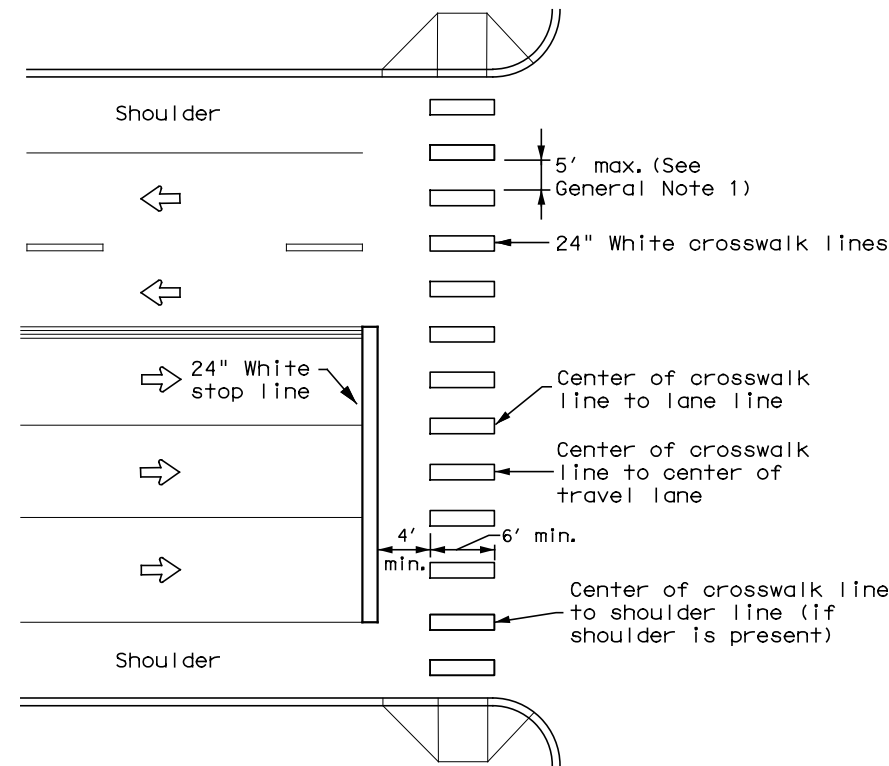 Shoulder
5' max. (See
General Note 1)
24" White crosswalk lines
24" White
stop line
Center of crosswalk
line to lane line
Center of crosswalk
line to center of
travel lane
4'
min.
6' min.
Center of crosswalk line
to shoulder line (if
shoulder is present)
Shoulder